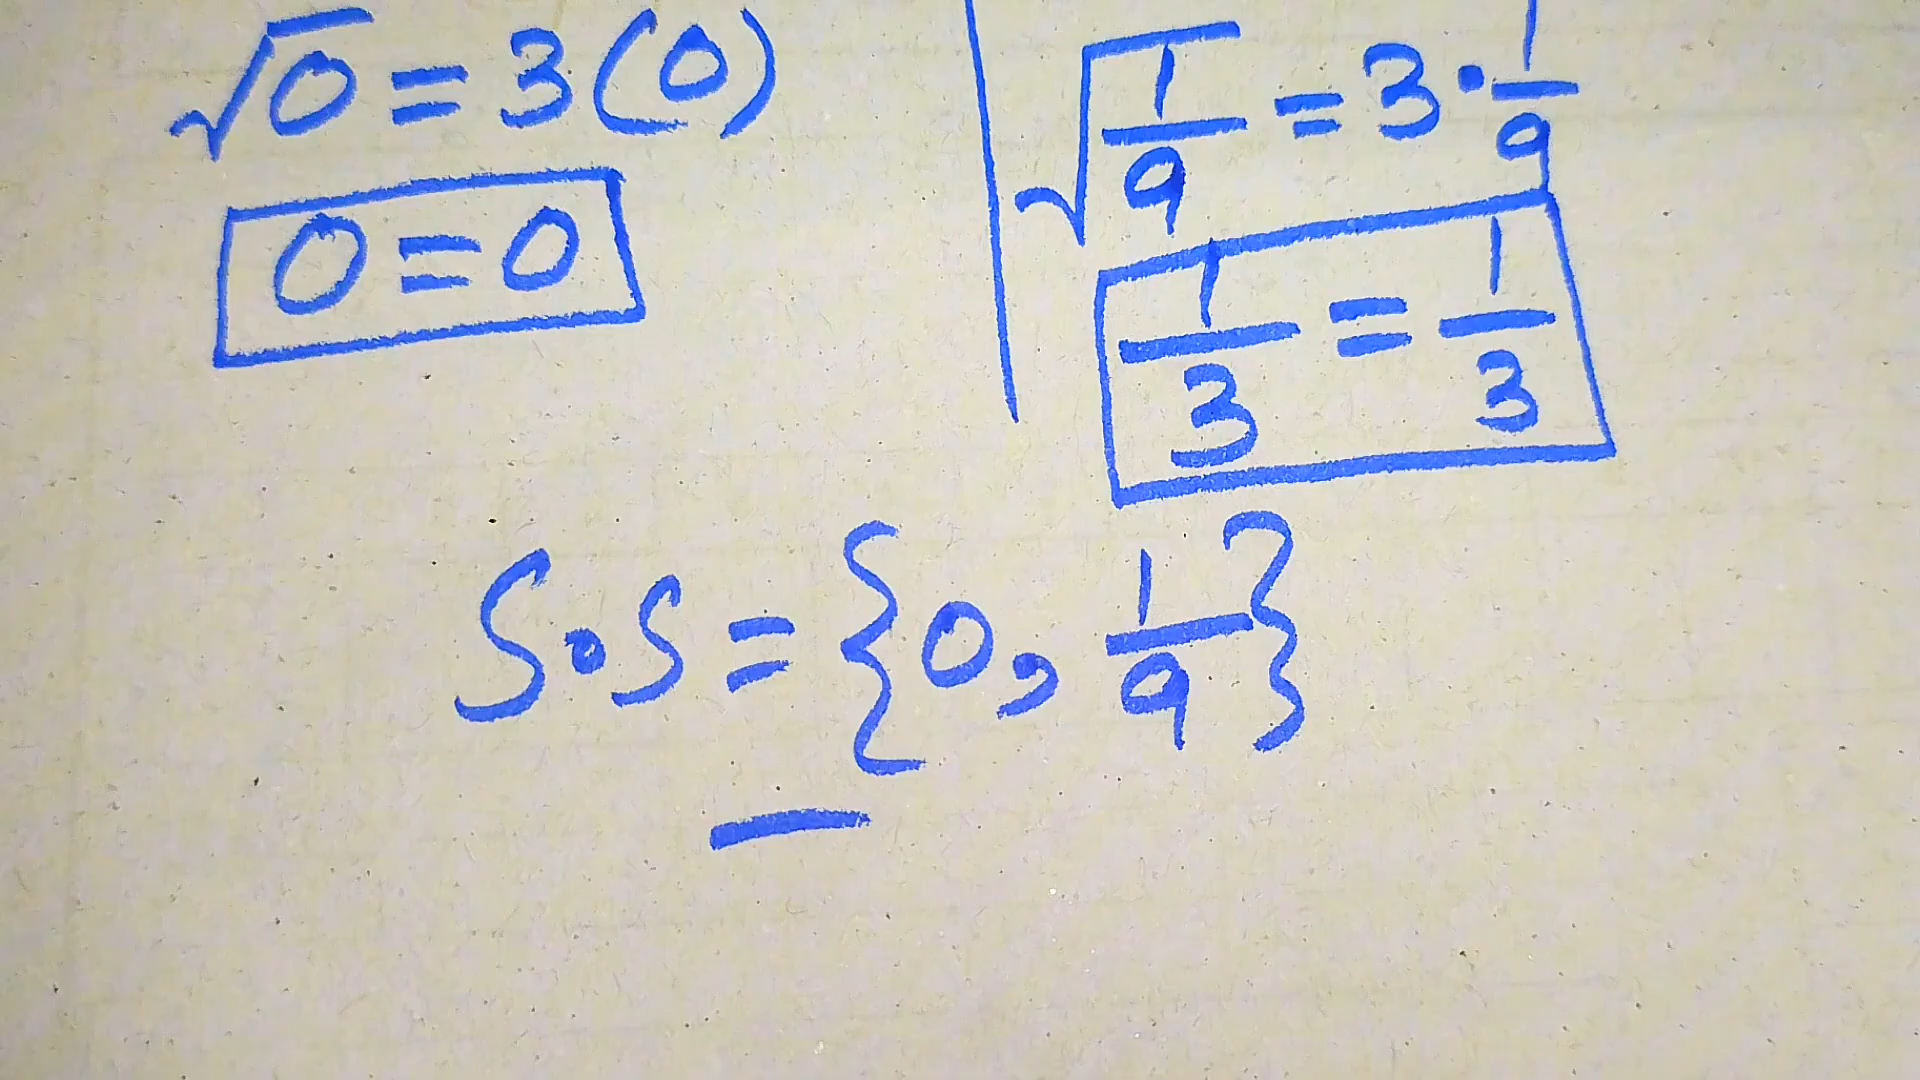 √0 = 3(0)
0 = 0
√(1/9) = 3 · 1/9
1/3 = 1/3
S.S = {0, 1/9}